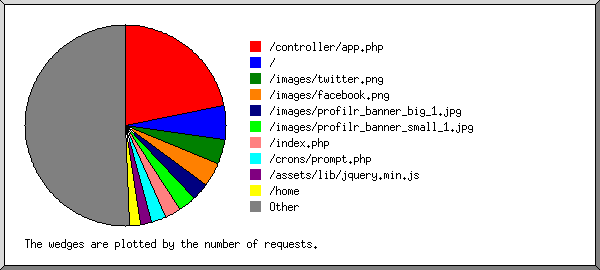 /controller/app.php
/
/images/twitter.png
/images/facebook.png
/images/profilr_banner_big_1.jpg
/images/profilr_banner_small_1.jpg
/index.php
/crons/prompt.php
/assets/lib/jquery.min.js
/home
Other
The wedges are plotted by the number of requests.